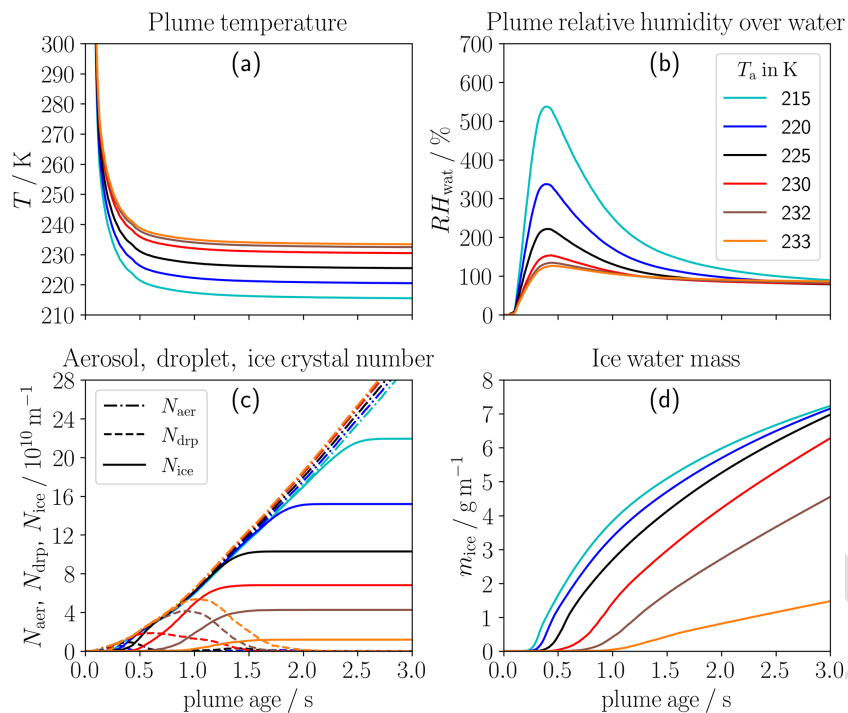 Plume temperature
(a)
T / K
300
290
280
270
260
250
240
230
220
210
Plume relative humidity over water
(b)
RH_wat / %
700
600
500
400
300
200
100
0
T_a in K
215
220
225
230
232
233
Aerosol, droplet, ice crystal number
(c)
N_aer, N_drp, N_ice / 10^10 m^−1
28
24
20
16
12
8
4
0
N_aer
N_drp
N_ice
0.0 0.5 1.0 1.5 2.0 2.5 3.0
plume age / s
Ice water mass
(d)
m_ice / g m^−1
8
7
6
5
4
3
2
1
0
0.0 0.5 1.0 1.5 2.0 2.5 3.0
plume age / s